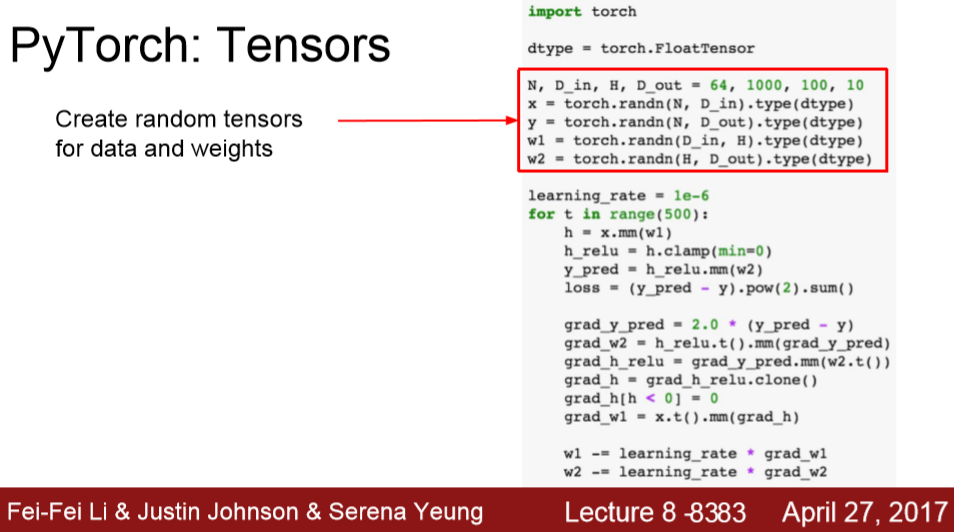 PyTorch: Tensors
Create random tensors
for data and weights
import torch
dtype = torch.FloatTensor
N, D_in, H, D_out = 64, 1000, 100, 10
x = torch.randn(N, D_in).type(dtype)
y = torch.randn(N, D_out).type(dtype)
w1 = torch.randn(D_in, H).type(dtype)
w2 = torch.randn(H, D_out).type(dtype)
learning_rate = 1e-6
for t in range(500):
    h = x.mm(w1)
    h_relu = h.clamp(min=0)
    y_pred = h_relu.mm(w2)
    loss = (y_pred - y).pow(2).sum()
    grad_y_pred = 2.0 * (y_pred - y)
    grad_w2 = h_relu.t().mm(grad_y_pred)
    grad_h_relu = grad_y_pred.mm(w2.t())
    grad_h = grad_h_relu.clone()
    grad_h[h < 0] = 0
    grad_w1 = x.t().mm(grad_h)
    w1 -= learning_rate * grad_w1
    w2 -= learning_rate * grad_w2
Fei-Fei Li & Justin Johnson & Serena Yeung Lecture 8 -8383 April 27, 2017